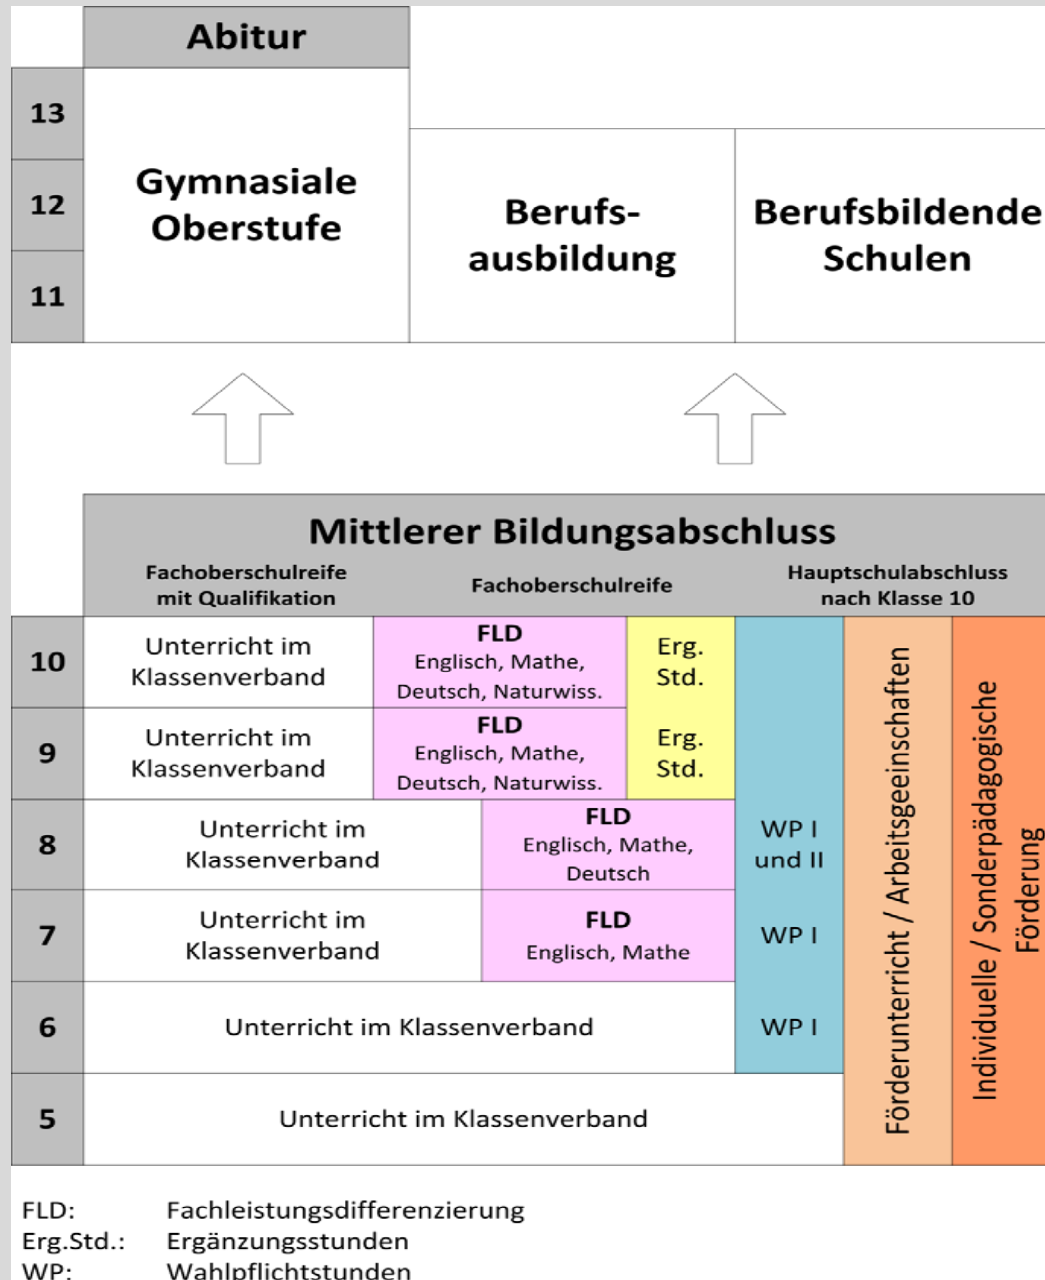 Abitur
13
12
11
Gymnasiale
Oberstufe
Berufs-
ausbildung
Berufsbildende
Schulen
Mittlerer Bildungsabschluss
Fachoberschulreife
mit Qualifikation
Fachoberschulreife
Hauptschulabschluss
nach Klasse 10
10
Unterricht im
Klassenverband
FLD
Englisch, Mathe,
Deutsch, Naturwiss.
Erg.
Std.
9
Unterricht im
Klassenverband
FLD
Englisch, Mathe,
Deutsch, Naturwiss.
Erg.
Std.
8
Unterricht im
Klassenverband
FLD
Englisch, Mathe,
Deutsch
WP I
und II
7
Unterricht im
Klassenverband
FLD
Englisch, Mathe
WP I
6
Unterricht im Klassenverband
WP I
5
Unterricht im Klassenverband
Förderunterricht / Arbeitsgeeinschaften
Individuelle / Sonderpädagogische
Förderung
FLD: Fachleistungsdifferenzierung
Erg.Std.: Ergänzungsstunden
WP: Wahlpflichtstunden